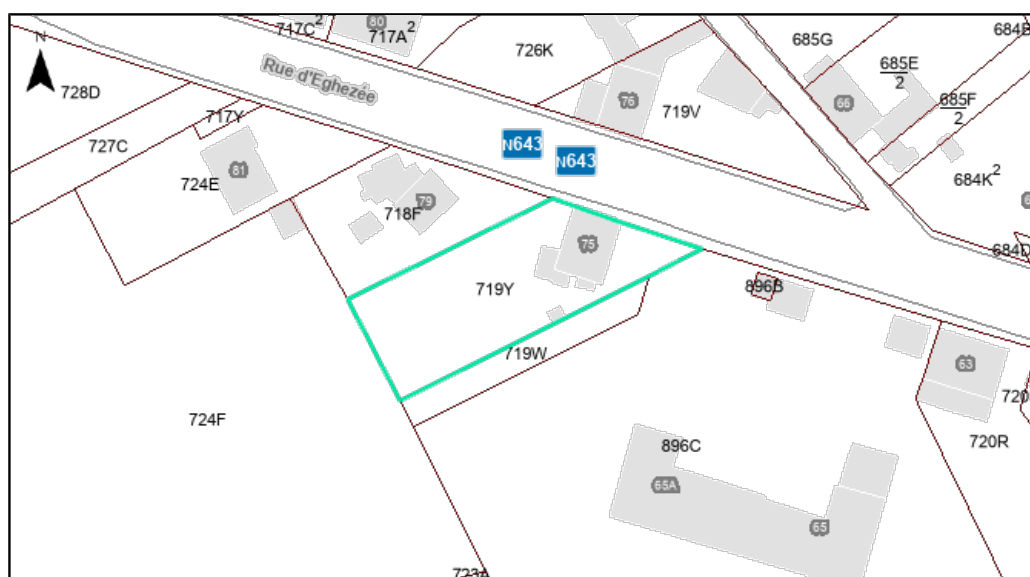 717C²
80
717A²
726K
685G
684B
N
Rue d'Eghezée
728D
685E
2
66
76
719V
685F
2
717Y
N643
N643
727C
81
724E
684K²
79
718F
75
684D
719Y
896B
719W
63
720
724F
896C
720R
65A
65
723A